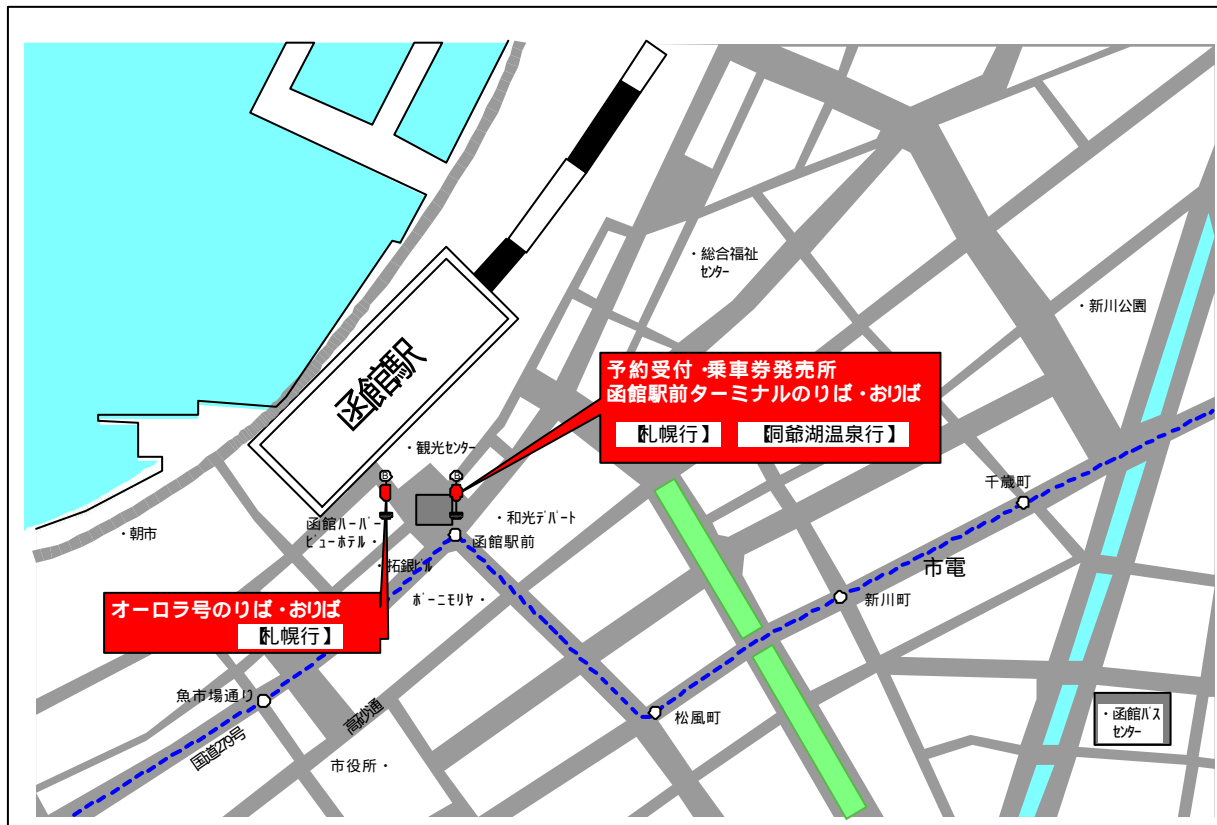 ・総合福祉
ｾﾝﾀｰ
・新川公園
函館駅
予約受付・乗車券発売所
函館駅前ターミナルのりば・おりば
【札幌行】 【洞爺湖温泉行】
・観光センター
千歳町
B
B
・和光ﾃﾞﾊﾟｰﾄ
函館ハーバー
ビューホテル・
・朝市
函館駅前
市電
・拓銀ﾋﾞﾙ
ﾎﾞｰﾆﾓﾘﾔ・
新川町
オーロラ号のりば・おりば
【札幌行】
魚市場通り
高砂通
松風町
・函館ﾊﾞｽ
ｾﾝﾀｰ
国道279号
市役所・